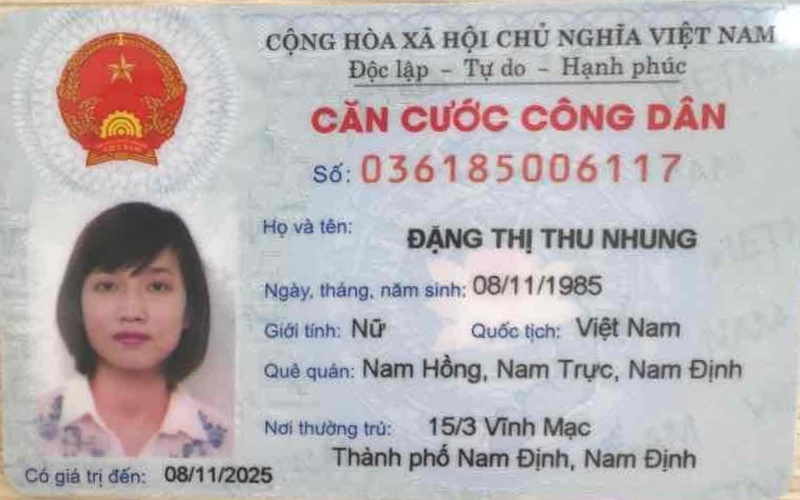 CỘNG HÒA XÃ HỘI CHỦ NGHĨA VIỆT NAM
Độc lập - Tự do - Hạnh phúc
CĂN CƯỚC CÔNG DÂN
Số: 036185006117
Họ và tên: ĐẶNG THỊ THU NHUNG
Ngày, tháng, năm sinh: 08/11/1985
Giới tính: Nữ Quốc tịch: Việt Nam
Quê quán: Nam Hồng, Nam Trực, Nam Định
Nơi thường trú: 15/3 Vĩnh Mạc
Thành phố Nam Định, Nam Định
Có giá trị đến: 08/11/2025